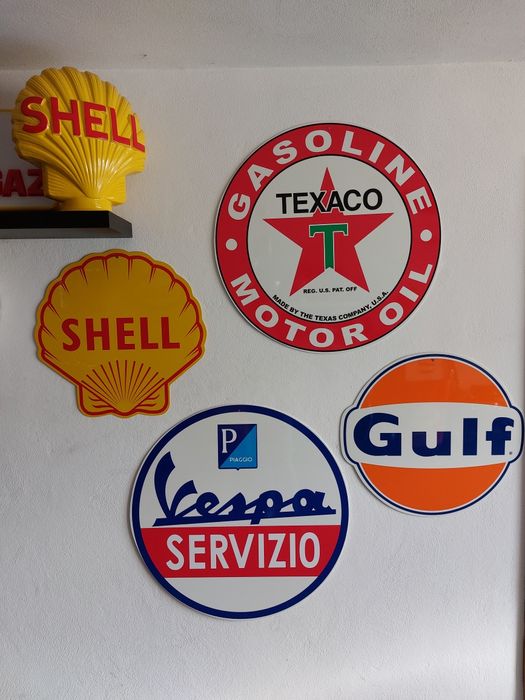 SHELL
GAZ
GASOLINE
TEXACO
T
REG. U.S. PAT. OFF
MADE BY THE TEXAS COMPANY, U.S.A.
MOTOR OIL
SHELL
Gulf
P
PIAGGIO
Vespa
SERVIZIO